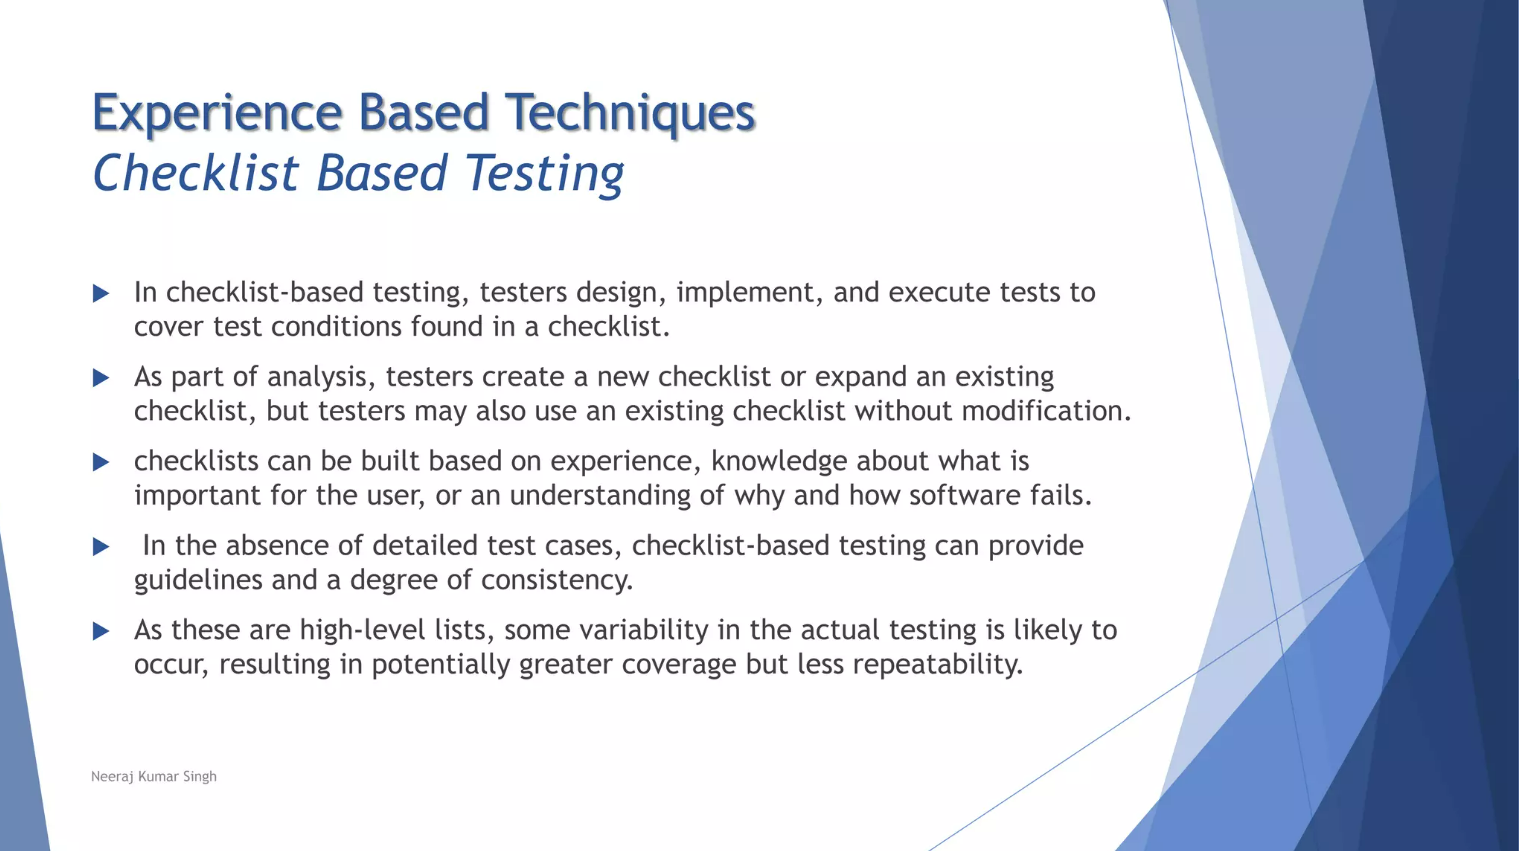 Experience Based Techniques
Checklist Based Testing
In checklist-based testing, testers design, implement, and execute tests to
cover test conditions found in a checklist.
As part of analysis, testers create a new checklist or expand an existing
checklist, but testers may also use an existing checklist without modification.
checklists can be built based on experience, knowledge about what is
important for the user, or an understanding of why and how software fails.
In the absence of detailed test cases, checklist-based testing can provide
guidelines and a degree of consistency.
As these are high-level lists, some variability in the actual testing is likely to
occur, resulting in potentially greater coverage but less repeatability.
Neeraj Kumar Singh